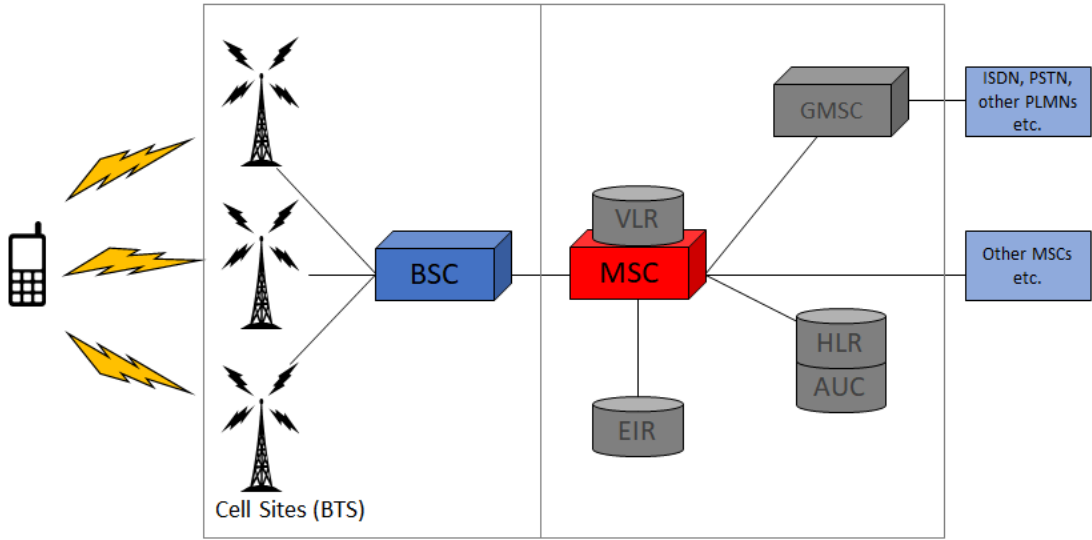 ISDN, PSTN,
other PLMNs
etc.
GMSC
VLR
BSC
MSC
Other MSCs
etc.
HLR
AUC
EIR
Cell Sites (BTS)